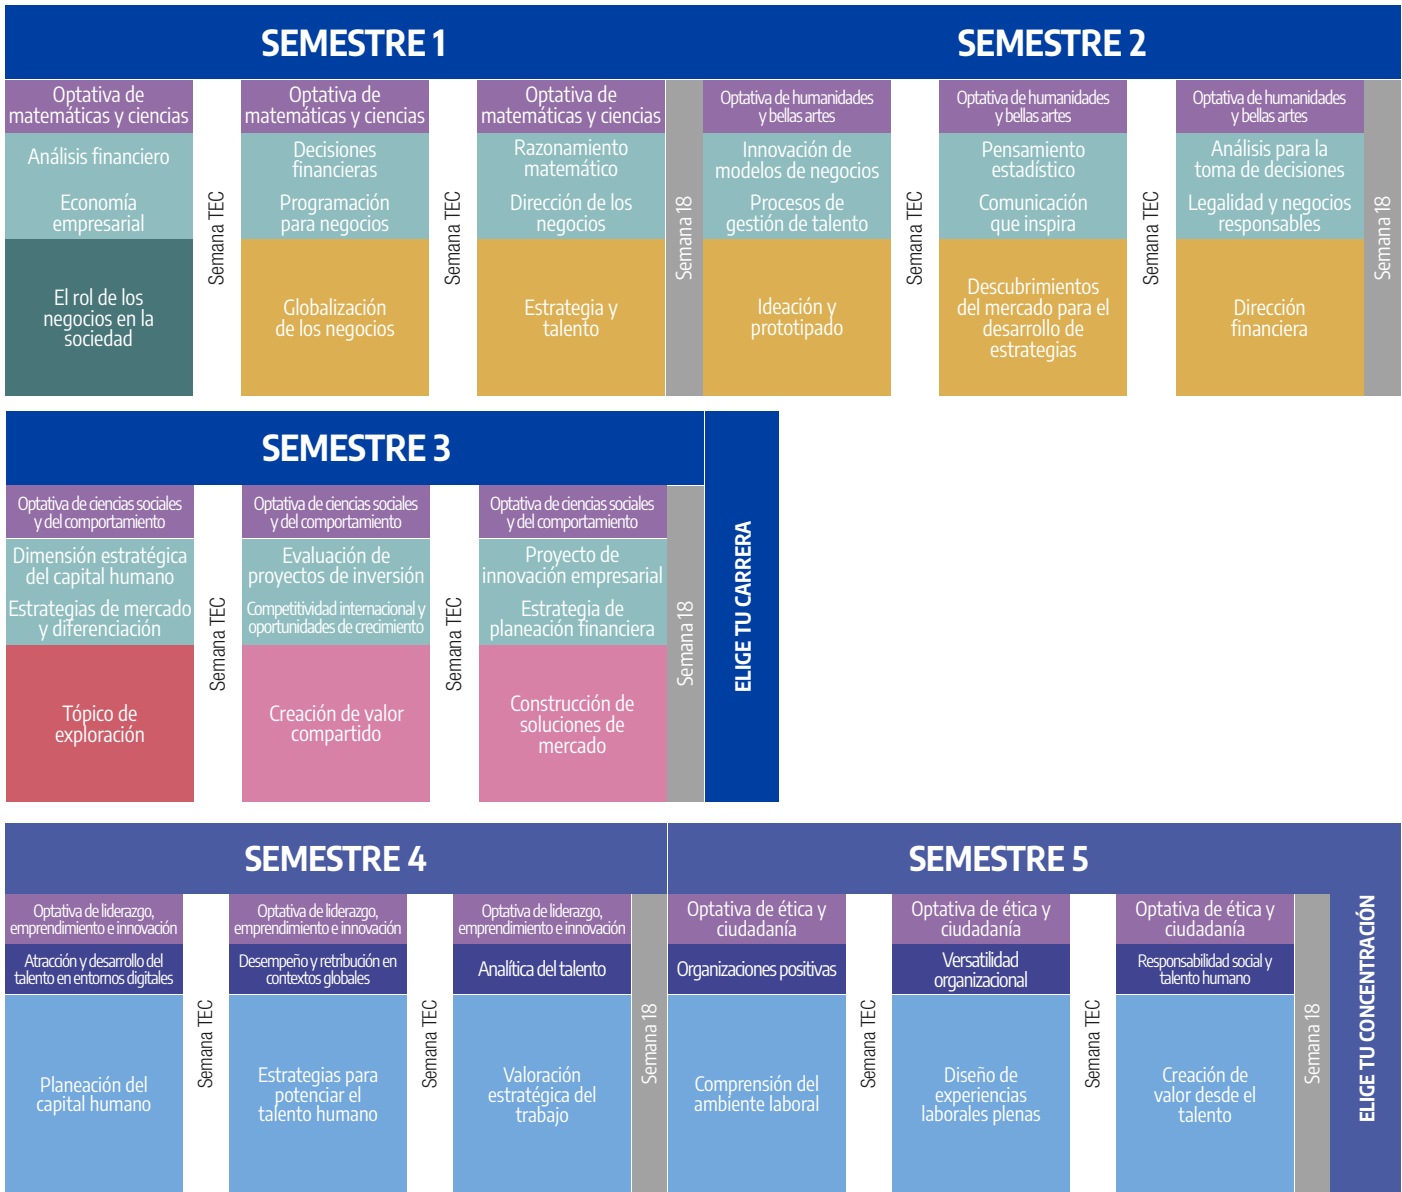 SEMESTRE 1
Optativa de
matemáticas y ciencias
Análisis financiero
Economía
empresarial
El rol de los
negocios en la
sociedad
Semana TEC
Optativa de
matemáticas y ciencias
Decisiones
financieras
Programación
para negocios
Globalización
de los negocios
Semana TEC
Optativa de
matemáticas y ciencias
Razonamiento
matemático
Dirección de los
negocios
Estrategia y
talento
Semana 18
SEMESTRE 2
Optativa de humanidades
y bellas artes
Innovación de
modelos de negocios
Procesos de
gestión de talento
Ideación y
prototipado
Semana TEC
Optativa de humanidades
y bellas artes
Pensamiento
estadístico
Comunicación
que inspira
Descubrimientos
del mercado para el
desarrollo de
estrategias
Semana TEC
Optativa de humanidades
y bellas artes
Análisis para la
toma de decisiones
Legalidad y negocios
responsables
Dirección
financiera
Semana 18
SEMESTRE 3
Optativa de ciencias sociales
y del comportamiento
Dimensión estratégica
del capital humano
Estrategias de mercado
y diferenciación
Tópico de
exploración
Semana TEC
Optativa de ciencias sociales
y del comportamiento
Evaluación de
proyectos de inversión
Competitividad internacional y
oportunidades de crecimiento
Creación de valor
compartido
Semana TEC
Optativa de ciencias sociales
y del comportamiento
Proyecto de
innovación empresarial
Estrategia de
planeación financiera
Construcción de
soluciones de
mercado
Semana 18
ELIGE TU CARRERA
SEMESTRE 4
Optativa de liderazgo,
emprendimiento e innovación
Atracción y desarrollo del
talento en entornos digitales
Planeación del
capital humano
Semana TEC
Optativa de liderazgo,
emprendimiento e innovación
Desempeño y retribución en
contextos globales
Estrategias para
potenciar el
talento humano
Semana TEC
Optativa de liderazgo,
emprendimiento e innovación
Analítica del talento
Valoración
estratégica del
trabajo
Semana 18
SEMESTRE 5
Optativa de ética y
ciudadanía
Organizaciones positivas
Comprensión del
ambiente laboral
Semana TEC
Optativa de ética y
ciudadanía
Versatilidad
organizacional
Diseño de
experiencias
laborales plenas
Semana TEC
Optativa de ética y
ciudadanía
Responsabilidad social y
talento humano
Creación de
valor desde el
talento
Semana 18
ELIGE TU CONCENTRACIÓN